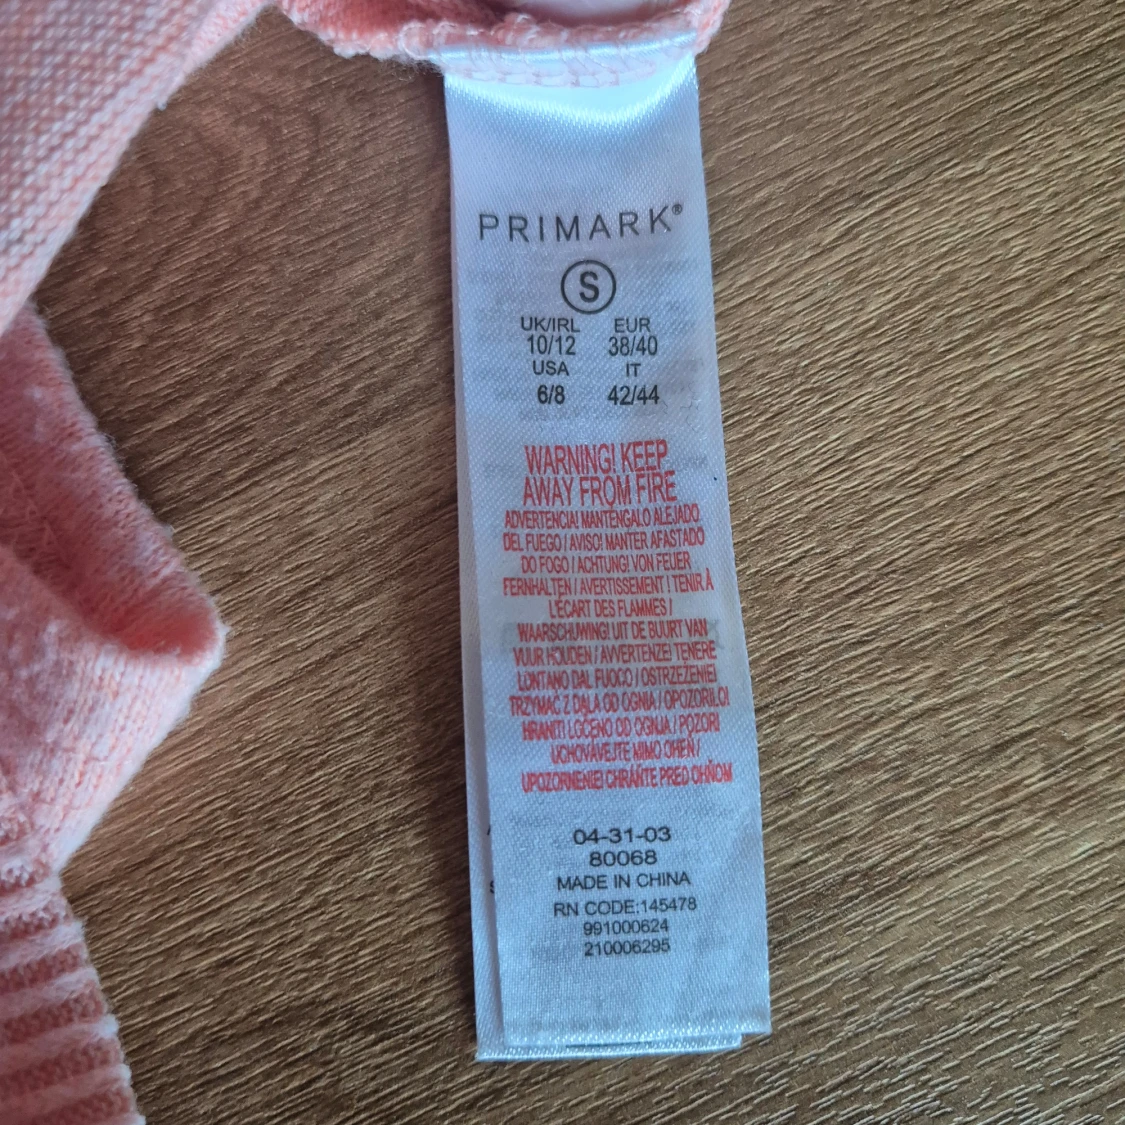 PRIMARK®
S
UK/IRL EUR
10/12 38/40
USA IT
6/8 42/44
WARNING! KEEP
AWAY FROM FIRE
ADVERTENCIA! MANTÉNGALO ALEJADO
DEL FUEGO / AVISO! MANTER AFASTADO
DO FOGO / ACHTUNG! VON FEUER
FERNHALTEN / AVERTISSEMENT ! TENIR À
L'ÉCART DES FLAMMES /
WAARSCHUWING! UIT DE BUURT VAN
VUUR HOUDEN / AVVERTENZE! TENERE
LONTANO DAL FUOCO / OSTRZEŻENIE!
TRZYMAĆ Z DALA OD OGNIA / OPOZORILO!
HRANITI LOČENO OD OGNJA / POZOR!
UCHOVÁVEJTE MIMO OHEŇ /
UPOZORNENIE! CHRÁŇTE PRED OHŇOM
04-31-03
80068
MADE IN CHINA
RN CODE:145478
991000624
210006295